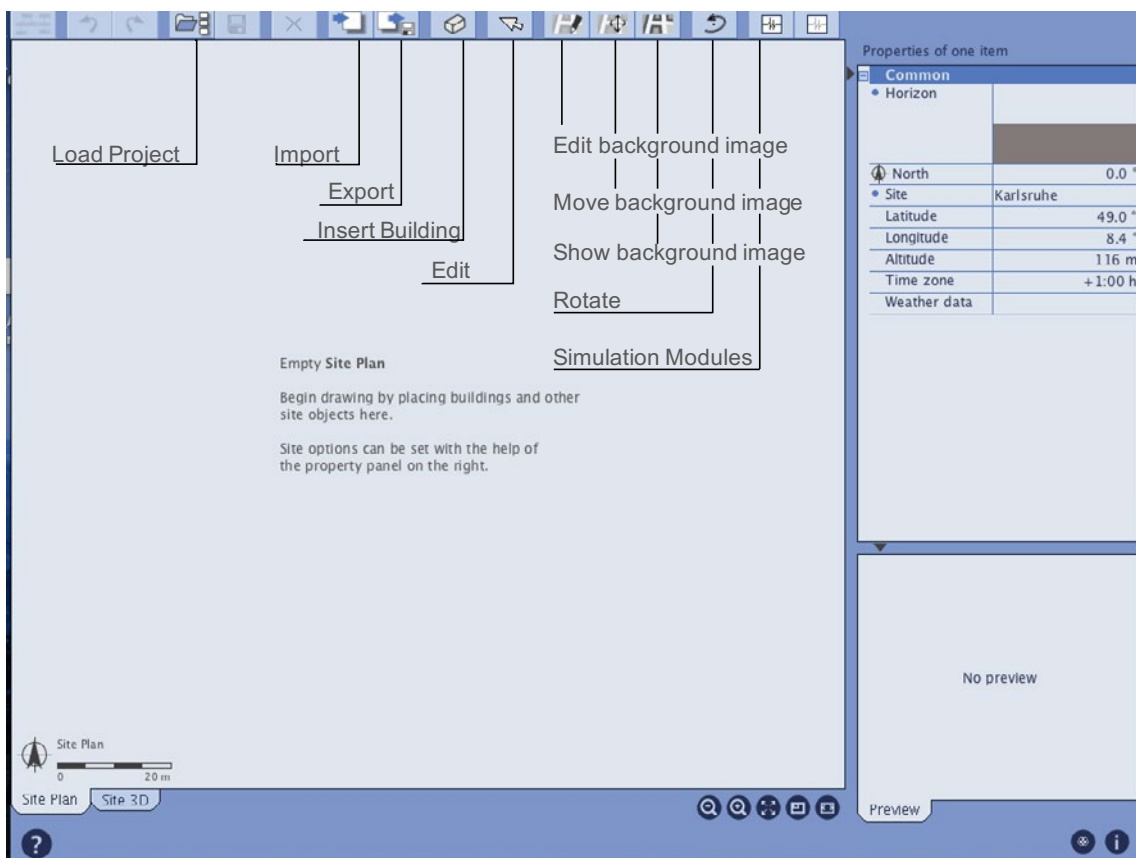 Properties of one item
Common
Horizon
North 0.0 °
Site Karlsruhe
Latitude 49.0 °
Longitude 8.4 °
Altitude 116 m
Time zone +1:00 h
Weather data
Load Project
Import
Export
Insert Building
Edit
Edit background image
Move background image
Show background image
Rotate
Simulation Modules
Empty Site Plan
Begin drawing by placing buildings and other
site objects here.
Site options can be set with the help of
the property panel on the right.
No preview
Site Plan
0 20 m
Site Plan Site 3D
Preview
?
i